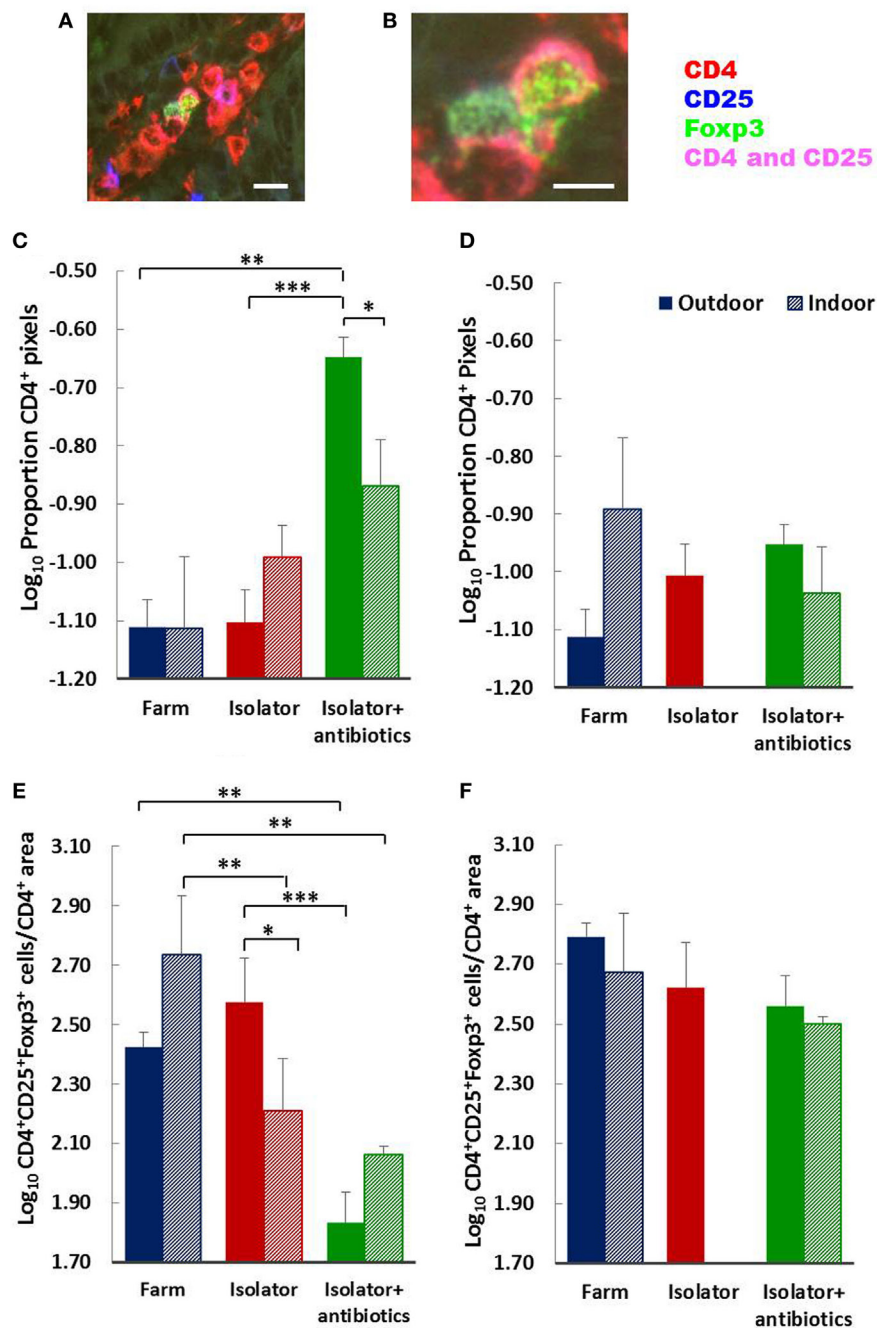 A
B
CD4
CD25
Foxp3
CD4 and CD25
C
Log10 Proportion CD4+ pixels
-0.50
-0.60
-0.70
-0.80
-0.90
-1.00
-1.10
-1.20
**
***
*
Farm
Isolator
Isolator+
antibiotics
D
Log10 Proportion CD4+ Pixels
-0.50
-0.60
-0.70
-0.80
-0.90
-1.00
-1.10
-1.20
Outdoor
Indoor
Farm
Isolator
Isolator+
antibiotics
E
Log10 CD4+CD25+Foxp3+ cells/CD4+ area
3.10
2.90
2.70
2.50
2.30
2.10
1.90
1.70
**
**
**
***
*
Farm
Isolator
Isolator+
antibiotics
F
Log10 CD4+CD25+Foxp3+ cells/CD4+ area
3.10
2.90
2.70
2.50
2.30
2.10
1.90
1.70
Farm
Isolator
Isolator+
antibiotics